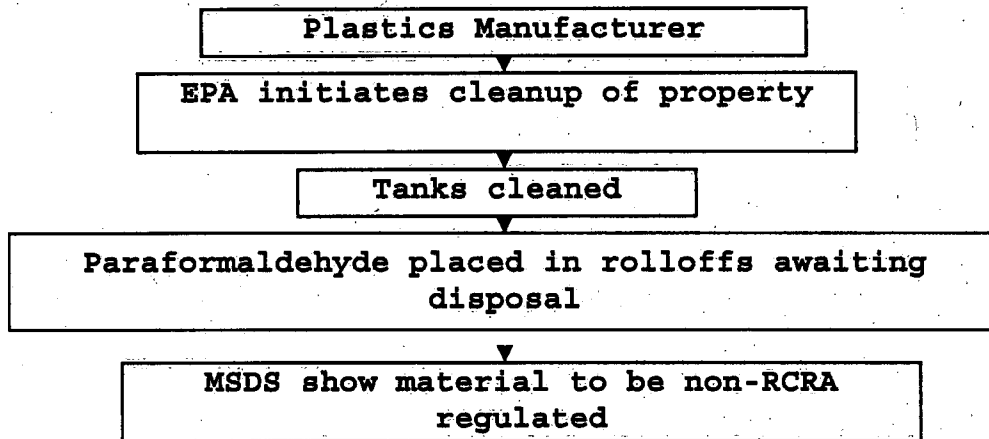 Plastics Manufacturer
EPA initiates cleanup of property
Tanks cleaned
Paraformaldehyde placed in rolloffs awaiting
disposal
MSDS show material to be non-RCRA
regulated